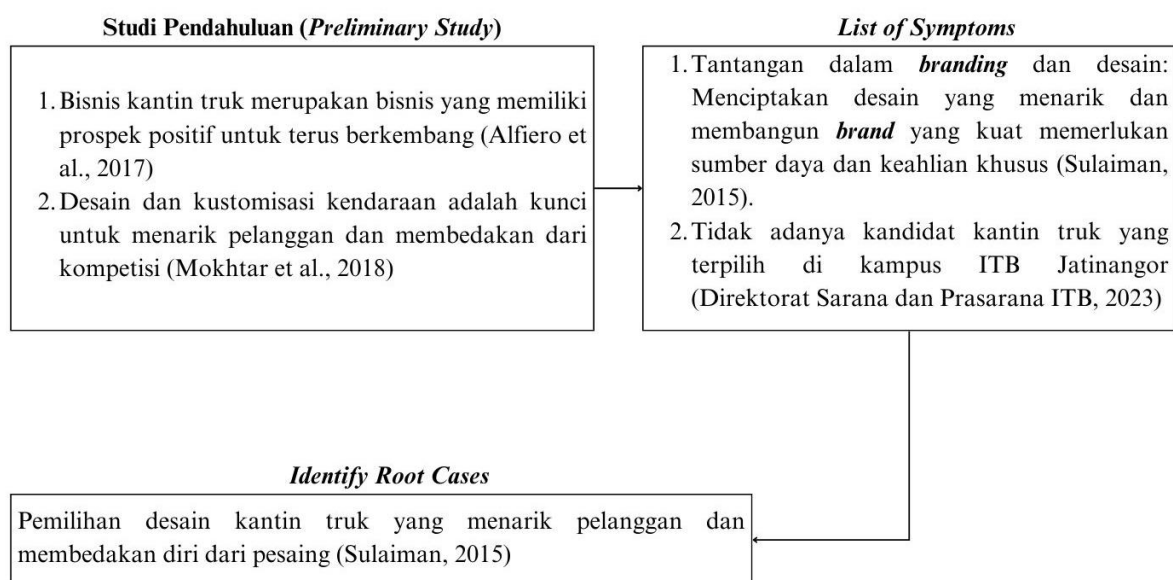 Studi Pendahuluan (Preliminary Study)
1. Bisnis kantin truk merupakan bisnis yang memiliki
prospek positif untuk terus berkembang (Alfiero et
al., 2017)
2. Desain dan kustomisasi kendaraan adalah kunci
untuk menarik pelanggan dan membedakan dari
kompetisi (Mokhtar et al., 2018)
List of Symptoms
1. Tantangan dalam branding dan desain:
Menciptakan desain yang menarik dan
membangun brand yang kuat memerlukan
sumber daya dan keahlian khusus (Sulaiman,
2015).
2. Tidak adanya kandidat kantin truk yang
terpilih di kampus ITB Jatinangor
(Direktorat Sarana dan Prasarana ITB, 2023)
Identify Root Cases
Pemilihan desain kantin truk yang menarik pelanggan dan
membedakan diri dari pesaing (Sulaiman, 2015)